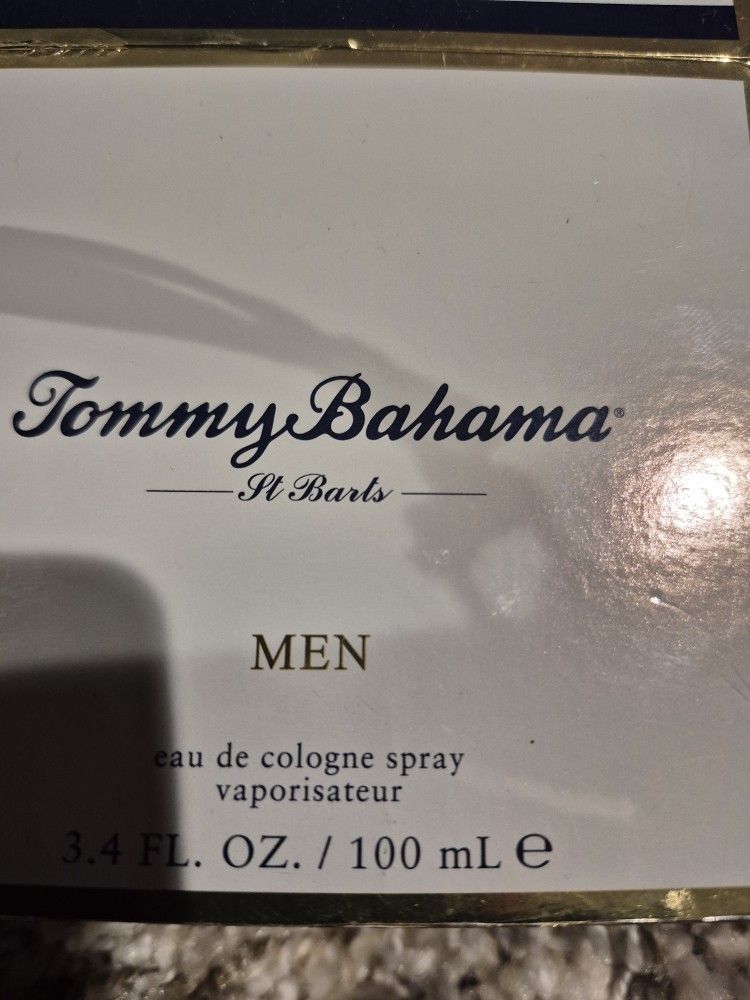 Tommy Bahama®
St Barts
MEN
eau de cologne spray
vaporisateur
3.4 FL. OZ. / 100 mL ℮